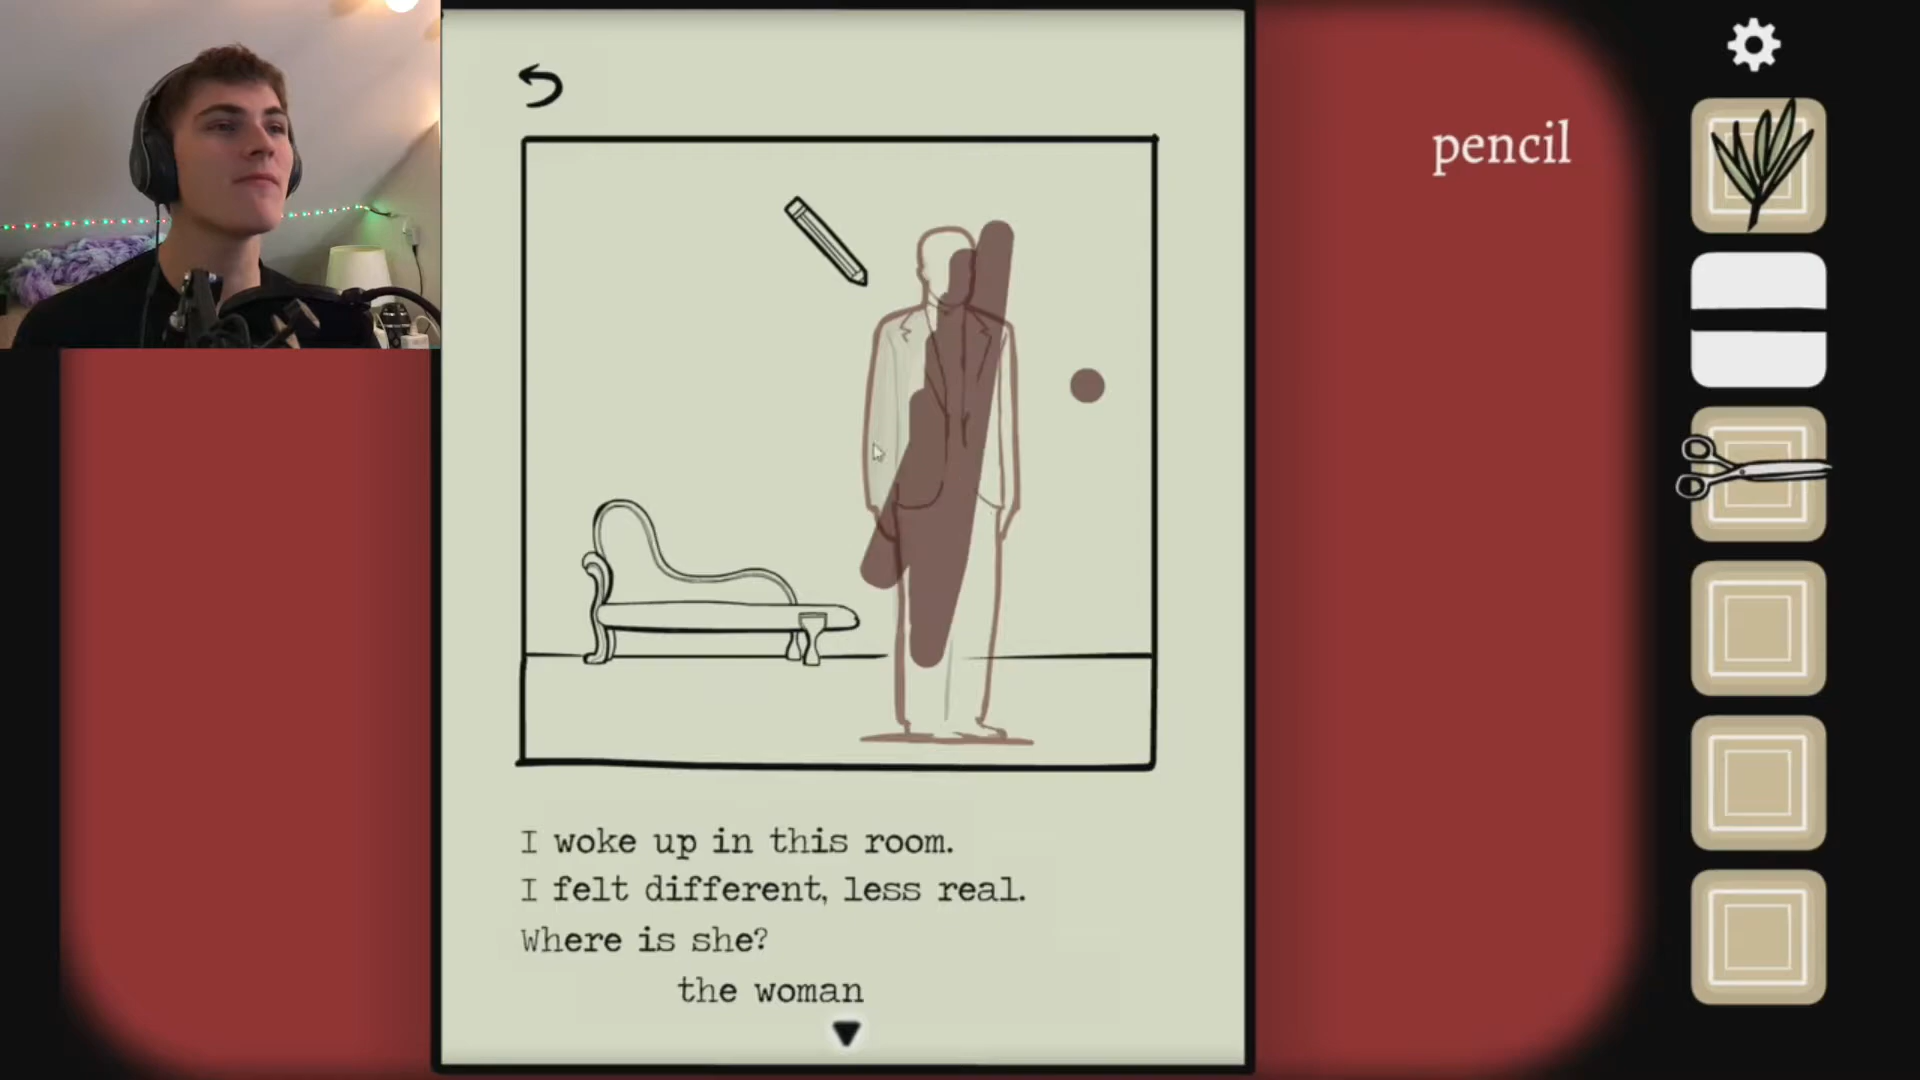 pencil
I woke up in this room.
I felt different, less real.
Where is she?
the woman